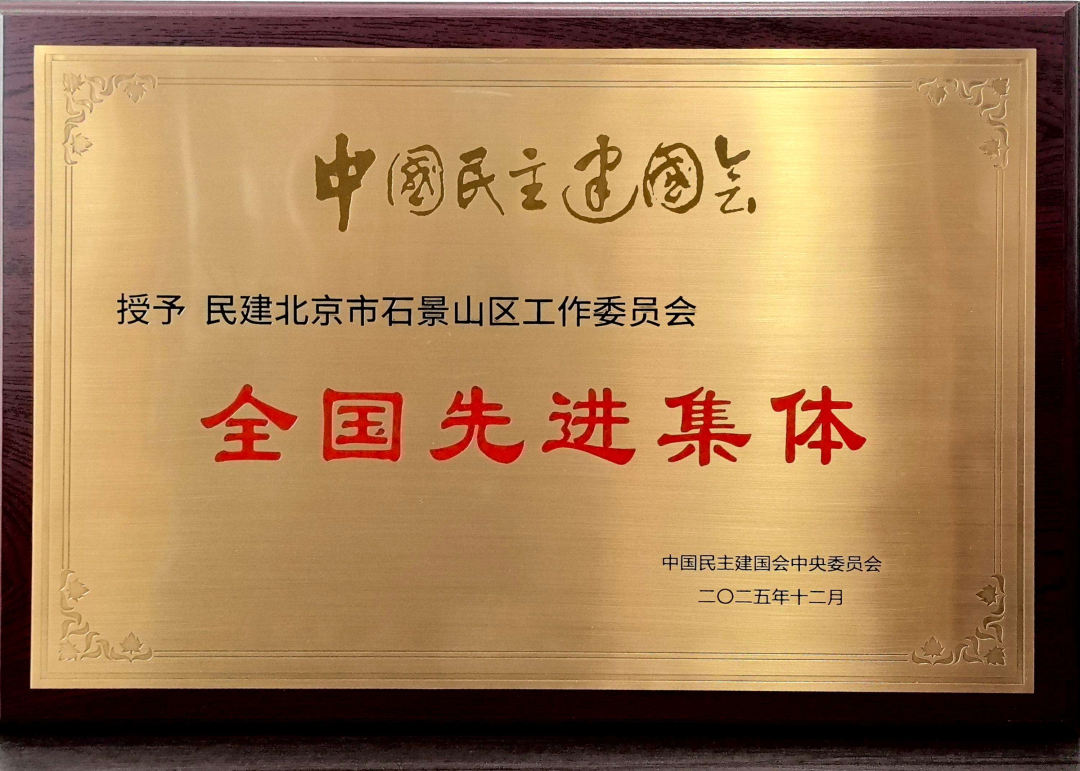 中國民主建國会
授予 民建北京市石景山区工作委员会
全国先进集体
中国民主建国会中央委员会
二〇二五年十二月